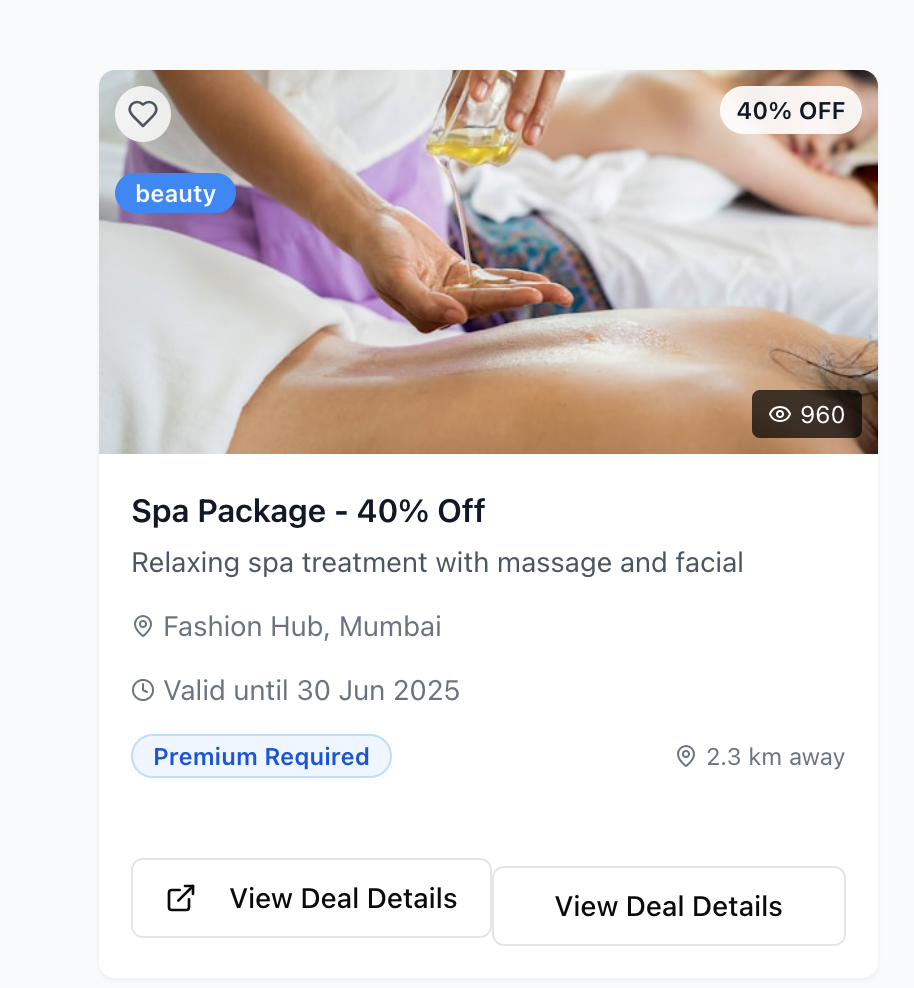 40% OFF
beauty
960
Spa Package - 40% Off
Relaxing spa treatment with massage and facial
Fashion Hub, Mumbai
Valid until 30 Jun 2025
Premium Required
2.3 km away
View Deal Details
View Deal Details